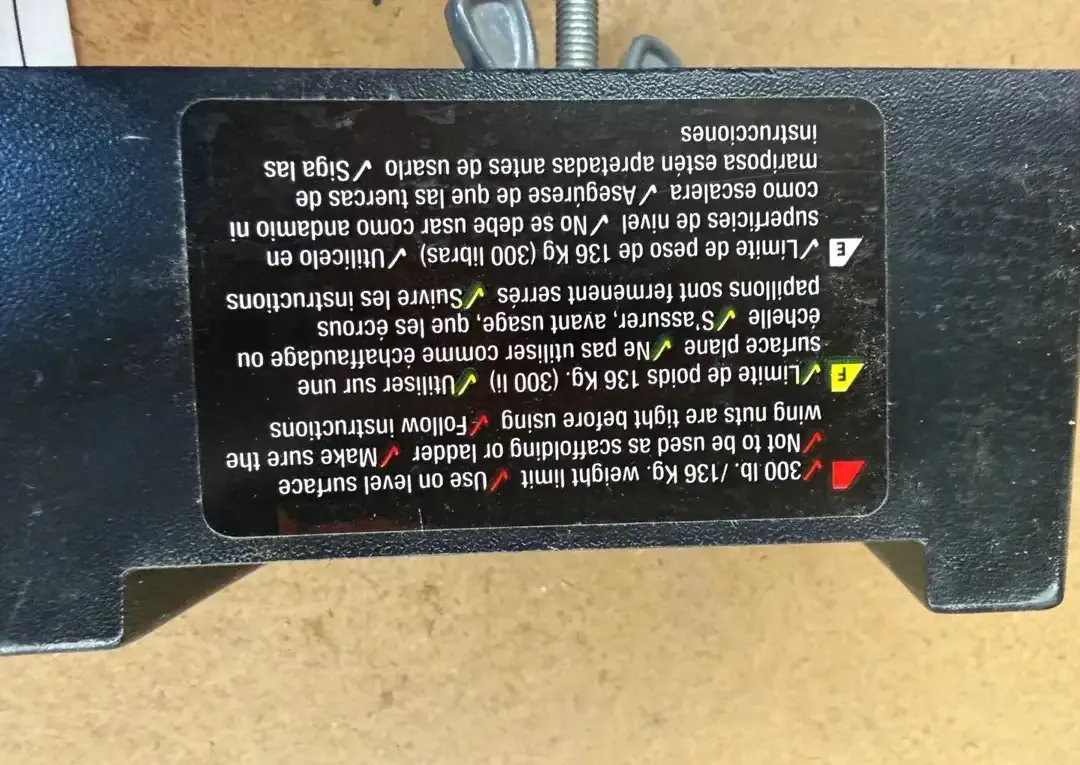 ✓300 lb. /136 Kg. weight limit ✓Use on level surface
✓Not to be used as scaffolding or ladder ✓Make sure the
wing nuts are tight before using ✓Follow instructions
F ✓Limite de poids 136 Kg. (300 li) ✓Utiliser sur une
surface plane ✓Ne pas utiliser comme échaffaudage ou
échelle ✓S'assurer, avant usage, que les écrous
papillons sont fermement serrés ✓Suivre les instructions
E ✓Limite de peso de 136 Kg (300 libras) ✓Utilícelo en
superficies de nivel ✓No se debe usar como andamio ni
como escalera ✓Asegúrese de que las tuercas de
mariposa estén apretadas antes de usarlo ✓Siga las
instrucciones